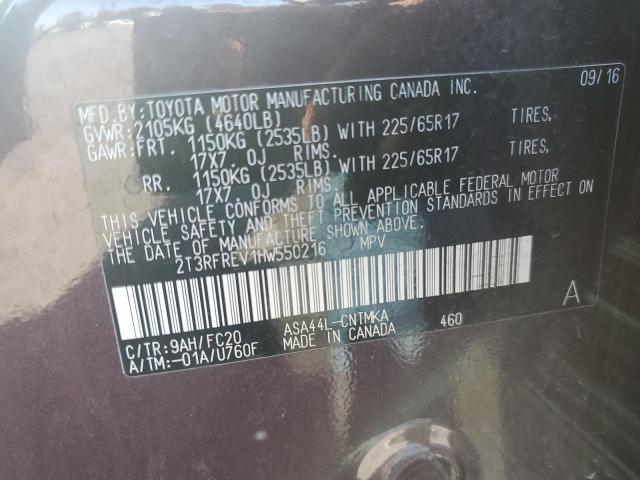 MFD. BY: TOYOTA MOTOR MANUFACTURING CANADA INC. 09/16
GVWR: 2105KG (4640LB)
GAWR: FRT. 1150KG (2535LB) WITH 225/65R17 TIRES,
17X7.0J RIMS.
RR. 1150KG (2535LB) WITH 225/65R17 TIRES,
17X7.0J RIMS.
THIS VEHICLE CONFORMS TO ALL APPLICABLE FEDERAL MOTOR
VEHICLE SAFETY AND THEFT PREVENTION STANDARDS IN EFFECT ON
THE DATE OF MANUFACTURE SHOWN ABOVE.
2T3RFREV1HW550216 MPV
A
C/TR: 9AH/FC20 ASA44L-CNTMKA 460
A/TM: -01A/U760F MADE IN CANADA